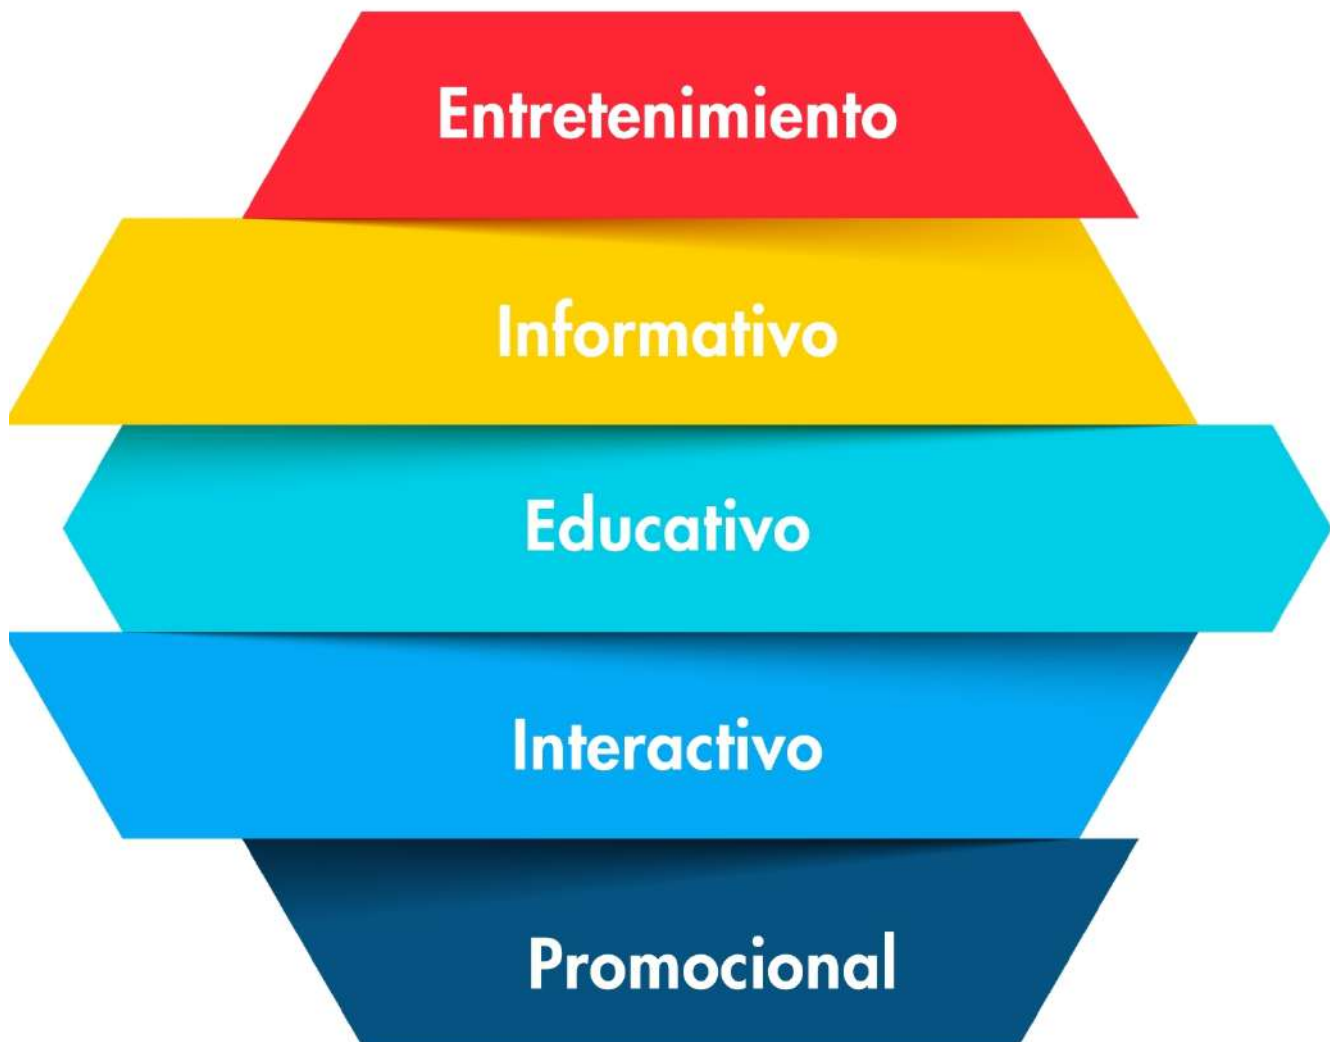 Entretenimiento
Informativo
Educativo
Interactivo
Promocional